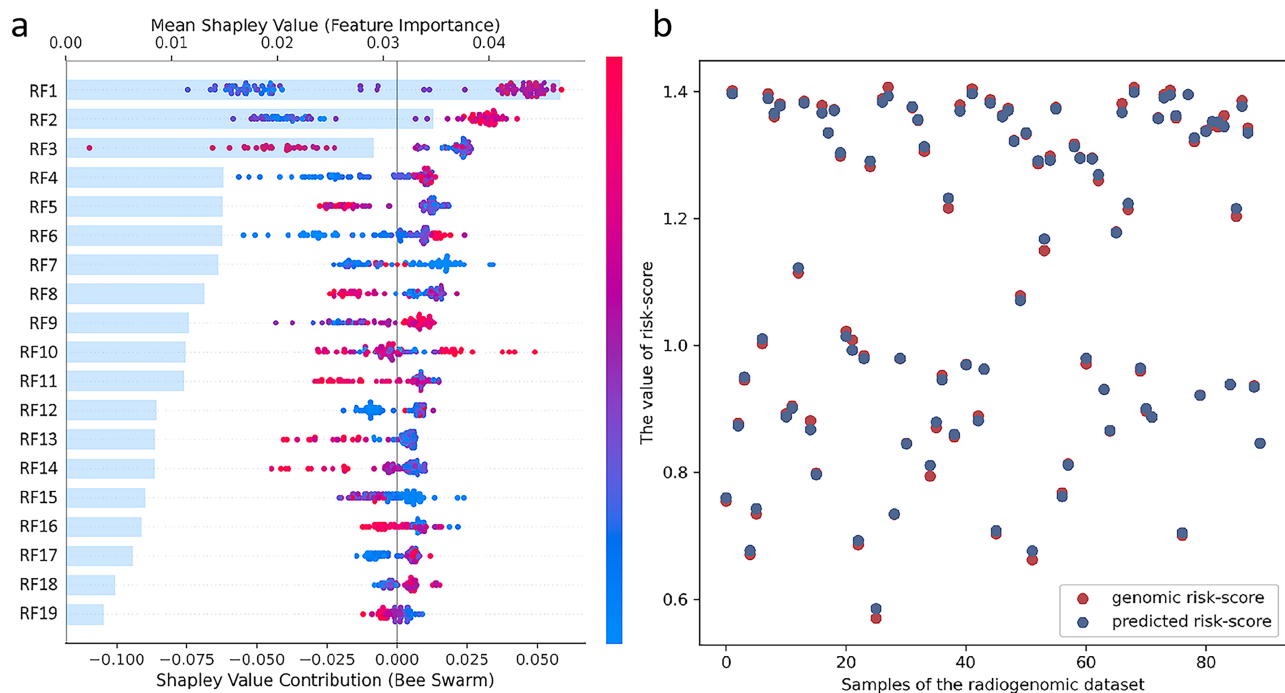 a
Mean Shapley Value (Feature Importance)
0.00 0.01 0.02 0.03 0.04
RF1
RF2
RF3
RF4
RF5
RF6
RF7
RF8
RF9
RF10
RF11
RF12
RF13
RF14
RF15
RF16
RF17
RF18
RF19
−0.100 −0.075 −0.050 −0.025 0.000 0.025 0.050
Shapley Value Contribution (Bee Swarm)
b
The value of risk-score
1.4
1.2
1.0
0.8
0.6
genomic risk-score
predicted risk-score
0 20 40 60 80
Samples of the radiogenomic dataset